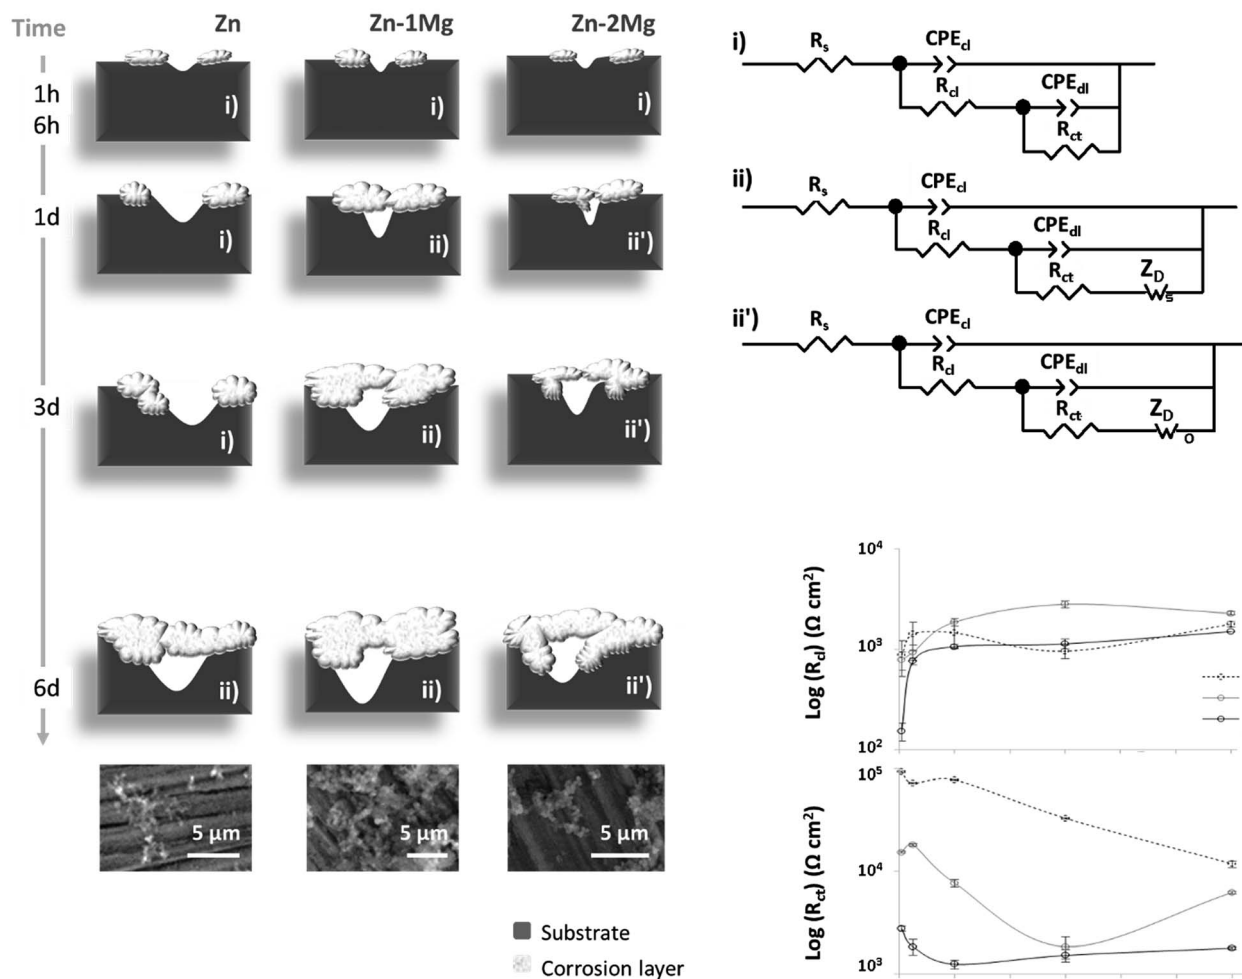 Time
Zn
Zn-1Mg
Zn-2Mg
1h
6h
i)
i)
i)
1d
i)
ii)
ii')
3d
i)
ii)
ii')
6d
ii)
ii)
ii')
5 μm
5 μm
5 μm
Substrate
Corrosion layer
i)
Rs
CPEcl
Rcl
CPEdl
Rct
ii)
Rs
CPEcl
Rcl
CPEdl
Rct
ZD
s
ii')
Rs
CPEcl
Rcl
CPEdl
Rct
ZD
O
Log (Rcl) (Ω cm²)
10⁴
10³
10²
Log (Rct) (Ω cm²)
10⁵
10⁴
10³